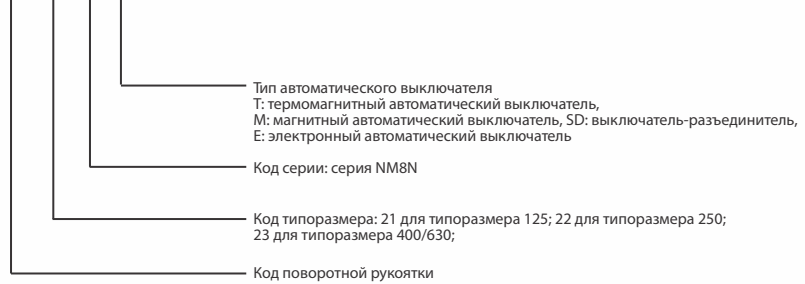 Тип автоматического выключателя
T: термомагнитный автоматический выключатель,
M: магнитный автоматический выключатель, SD: выключатель-разъединитель,
E: электронный автоматический выключатель
Код серии: серия NM8N
Код типоразмера: 21 для типоразмера 125; 22 для типоразмера 250;
23 для типоразмера 400/630;
Код поворотной рукоятки